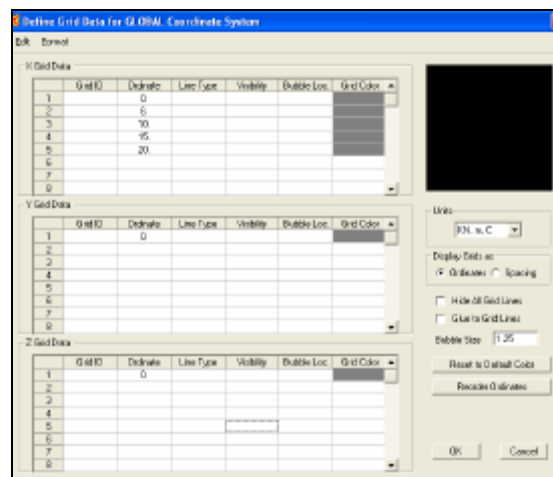 Define Grid Data for GLOBAL Coordinate System
Edit Format
X Grid Data
Grid ID Ordinate Line Type Visibility Bubble Loc. Grid Color
1 0
2 6
3 10.
4 15.
5 20.
6
7
8
Y Grid Data
Grid ID Ordinate Line Type Visibility Bubble Loc. Grid Color
1 0
2
3
4
5
6
7
8
Z Grid Data
Grid ID Ordinate Line Type Visibility Bubble Loc. Grid Color
1 0
2
3
4
5
6
7
8
Units
KN, m, C
Display Grids as
Ordinates Spacing
Hide All Grid Lines
Glue to Grid Lines
Bubble Size 1.25
Reset to Default Color
Reorder Ordinates
OK Cancel